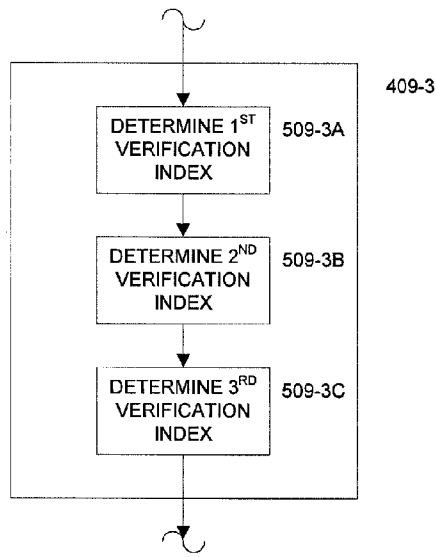 409-3
DETERMINE 1ST
VERIFICATION
INDEX
509-3A
DETERMINE 2ND
VERIFICATION
INDEX
509-3B
DETERMINE 3RD
VERIFICATION
INDEX
509-3C